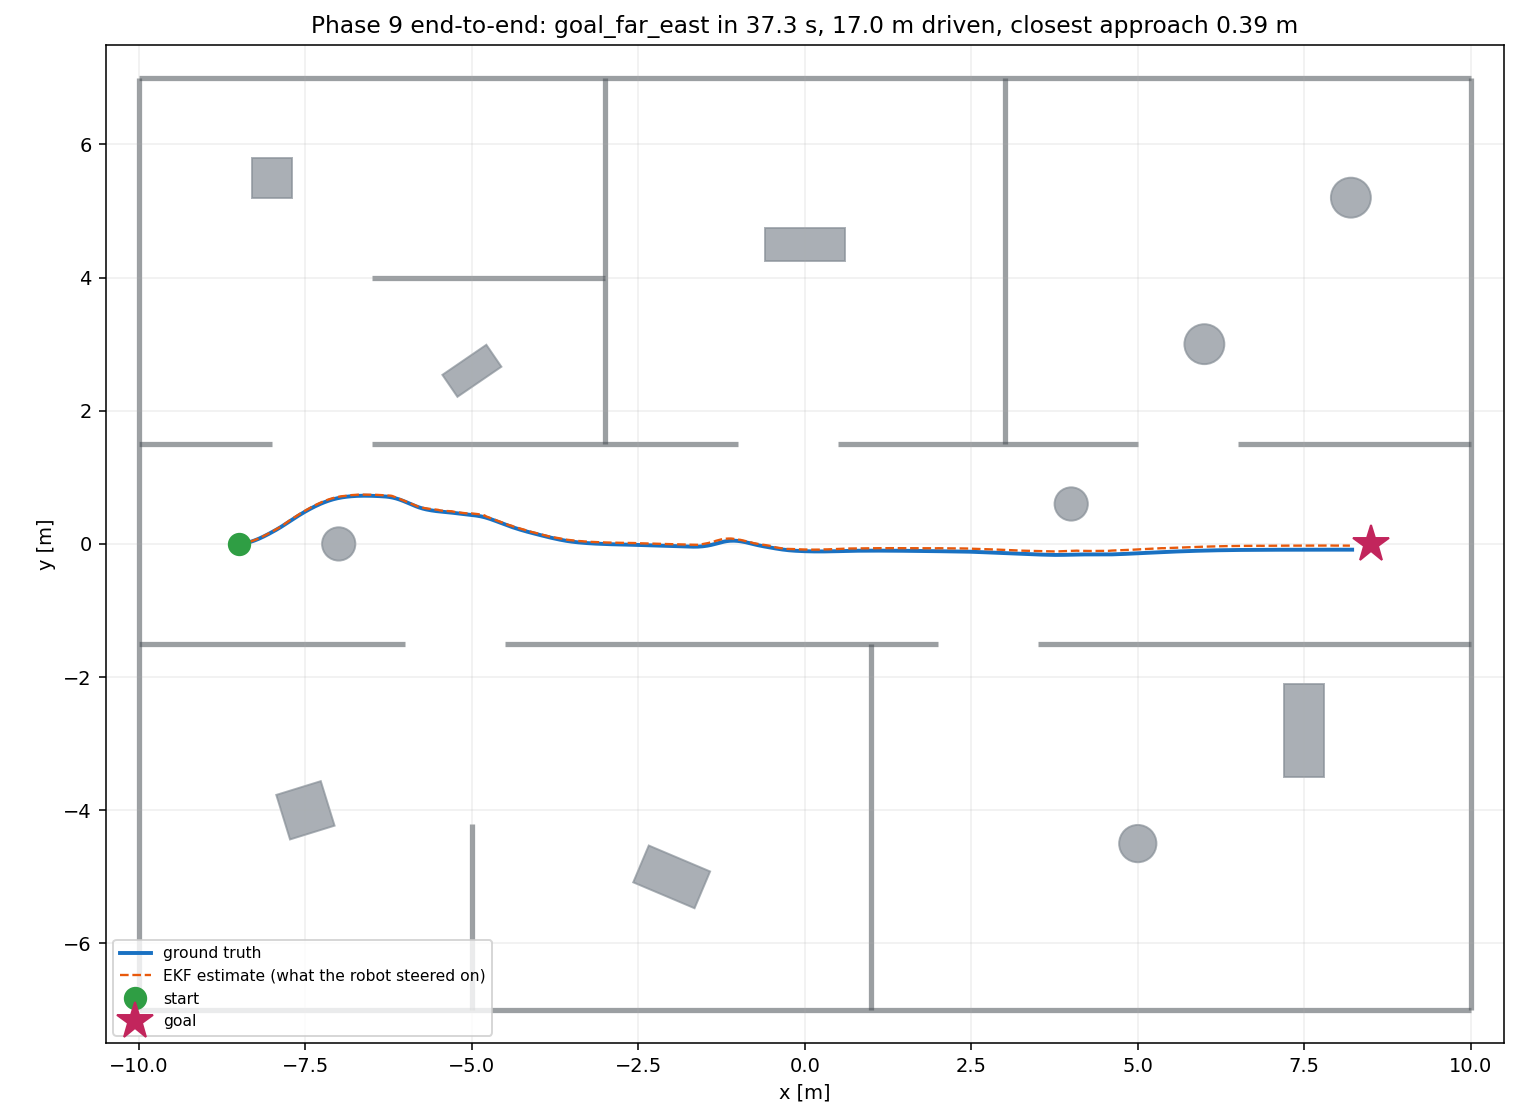 Phase 9 end-to-end: goal_far_east in 37.3 s, 17.0 m driven, closest approach 0.39 m
y [m]
6
4
2
0
−2
−4
−6
ground truth
EKF estimate (what the robot steered on)
start
goal
−10.0 −7.5 −5.0 −2.5 0.0 2.5 5.0 7.5 10.0
x [m]